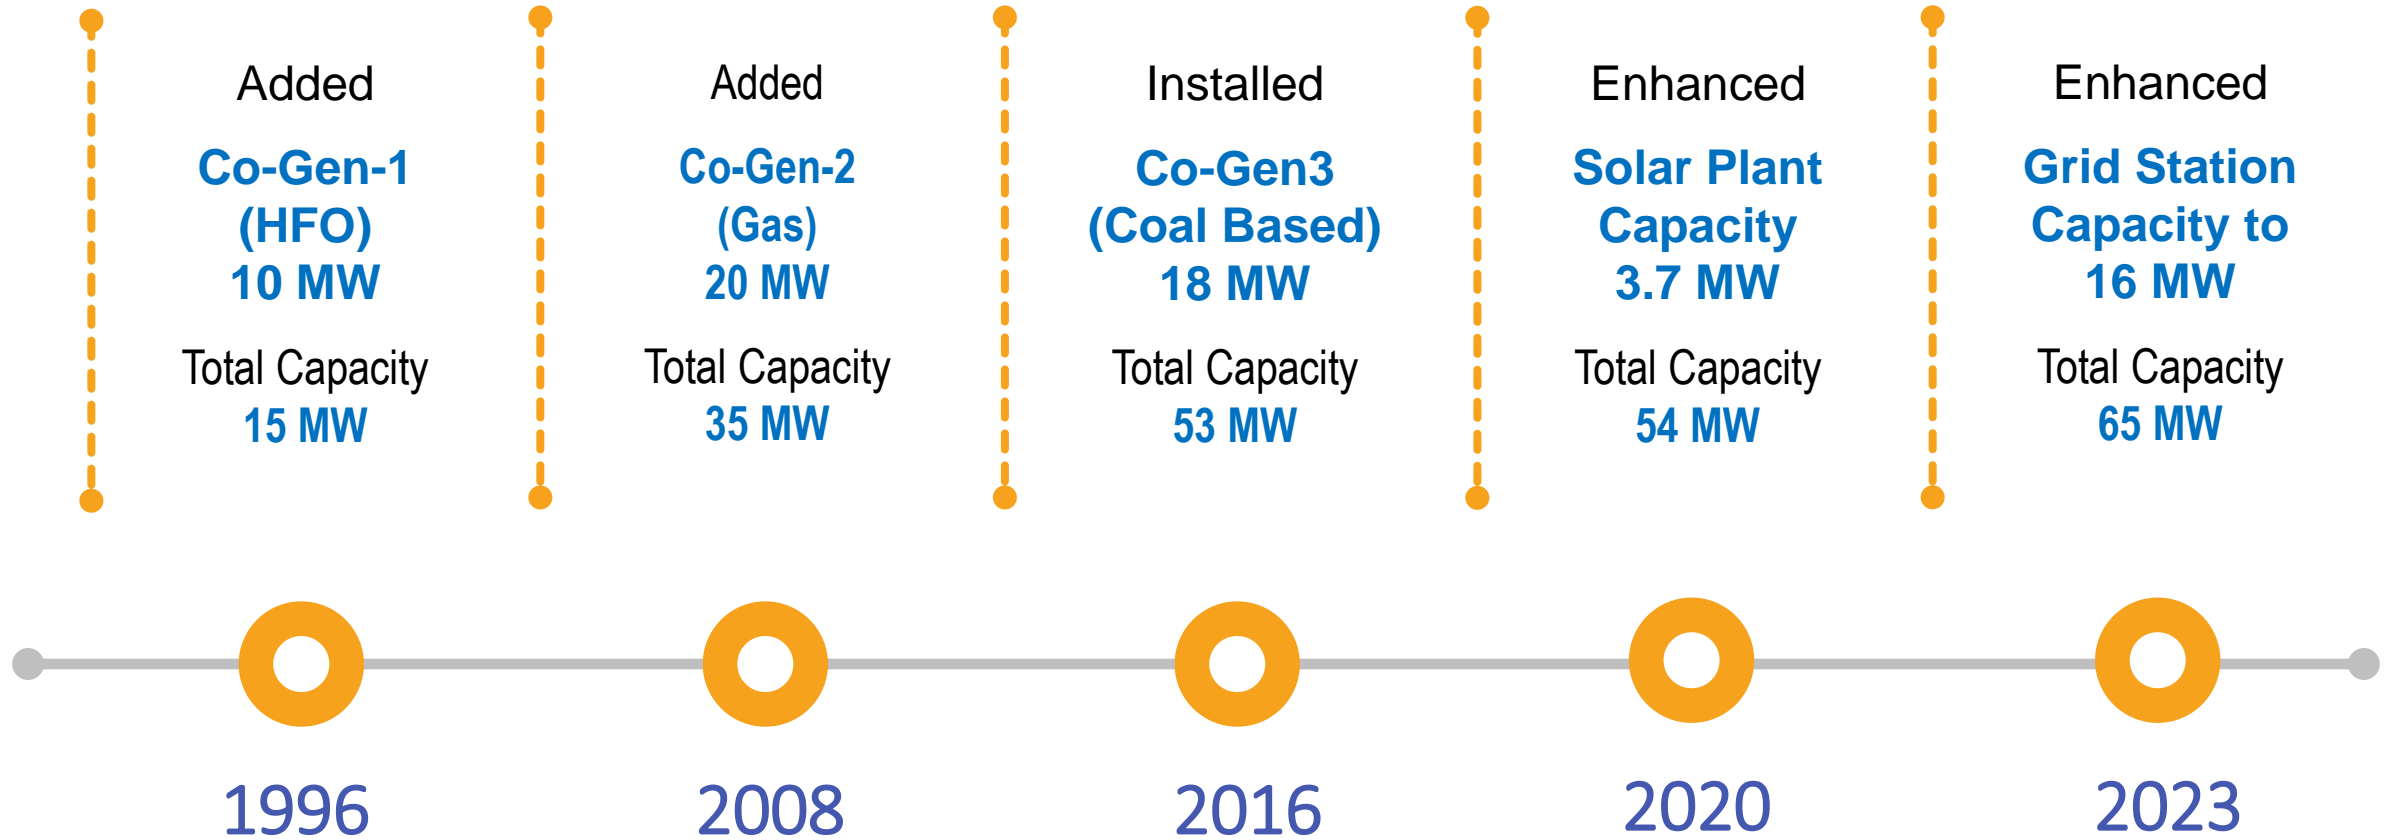 Added
Co-Gen-1
(HFO)
10 MW
Total Capacity
15 MW
Added
Co-Gen-2
(Gas)
20 MW
Total Capacity
35 MW
Installed
Co-Gen3
(Coal Based)
18 MW
Total Capacity
53 MW
Enhanced
Solar Plant
Capacity
3.7 MW
Total Capacity
54 MW
Enhanced
Grid Station
Capacity to
16 MW
Total Capacity
65 MW
1996
2008
2016
2020
2023